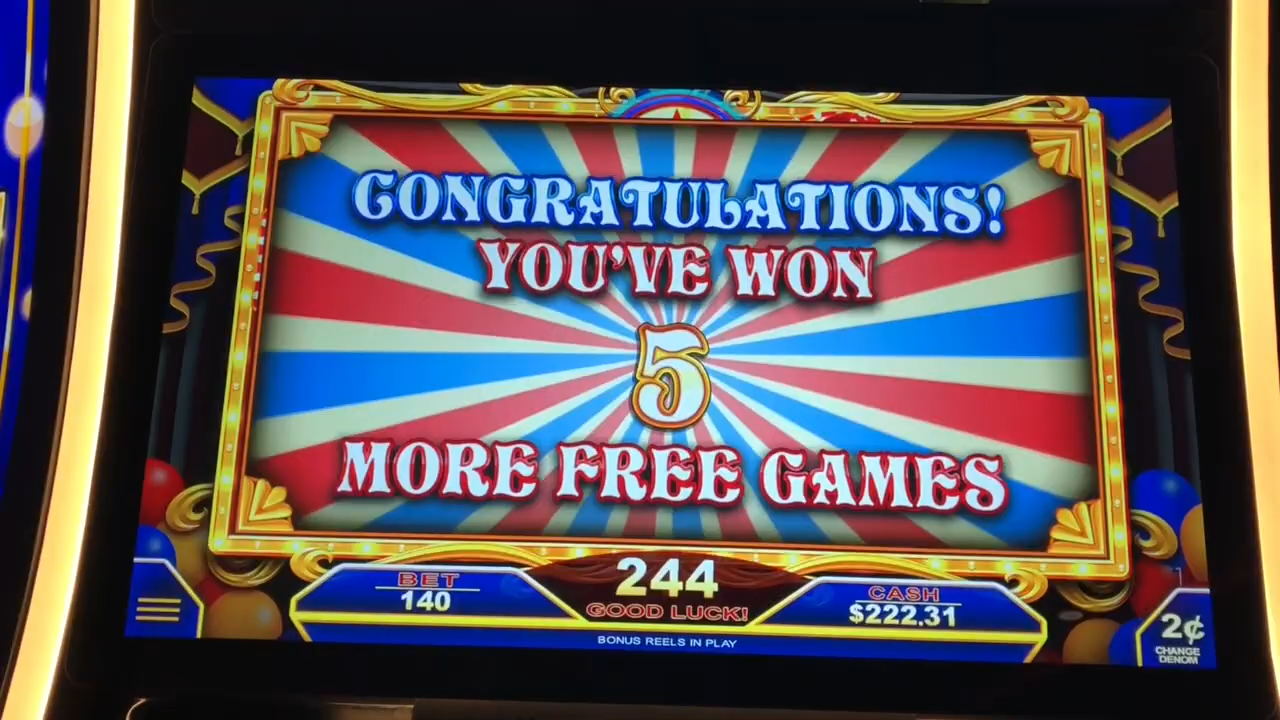 CONGRATULATIONS!
YOU'VE WON
5
MORE FREE GAMES
BET
140
244
GOOD LUCK!
CASH
$222.31
BONUS REELS IN PLAY
2¢
CHANGE
DENOM